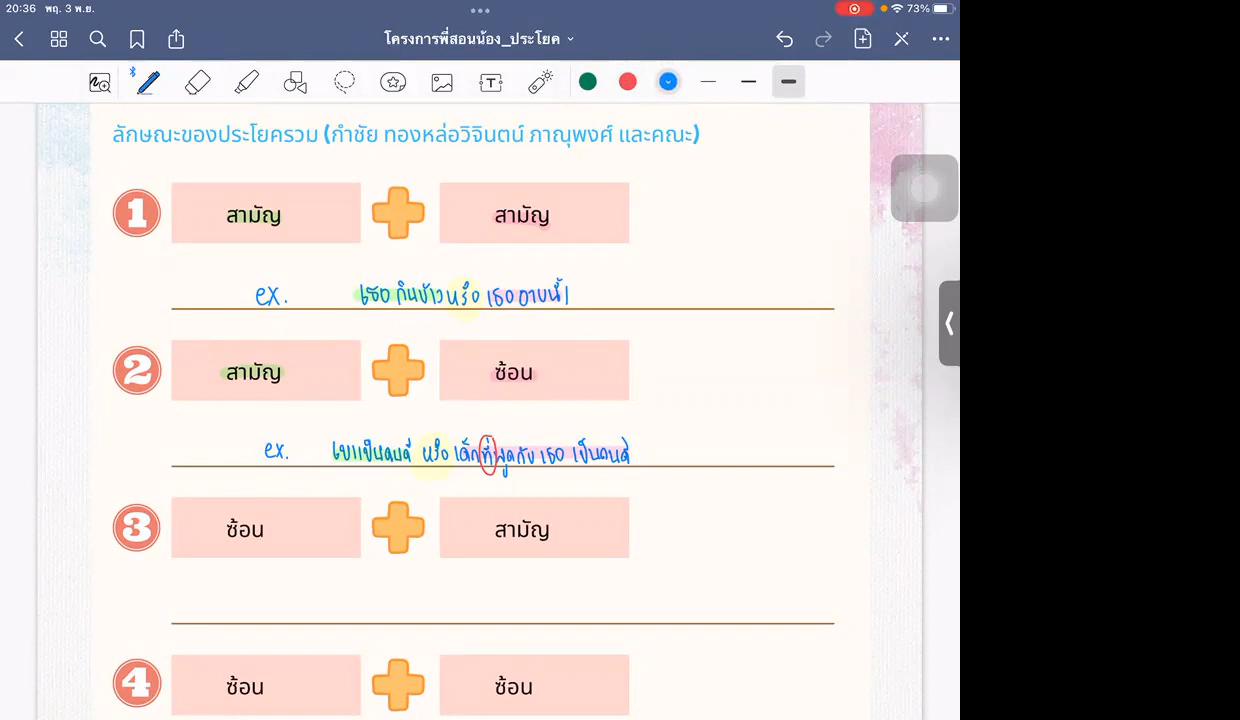 20:36 พฤ. 3 พ.ย.
73%
โครงการพี่สอนน้อง_ประโยค
ลักษณะของประโยครวม (กำชัย ทองหล่อวิจินตน์ ภาณุพงศ์ และคณะ)
1 สามัญ สามัญ
ex. เธอกินข้าวหรือเธออาบน้ำ
2 สามัญ ซ้อน
ex. เขาเป็นคนดี หรือ เด็กที่พูดกับเธอเป็นคนดี
3 ซ้อน สามัญ
4 ซ้อน ซ้อน